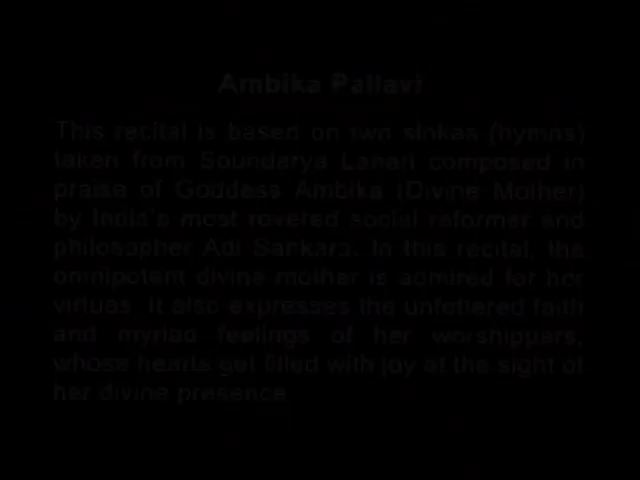 Ambika Pallavi
This recital is based on two slokas (hymns)
taken from Soundarya Lahari composed in
praise of Goddess Ambika (Divine Mother)
by India's most revered social reformer and
philosopher Adi Sankara. In this recital, the
omnipotent divine mother is admired for her
virtues. It also expresses the unfettered faith
and myriad feelings of her worshippers,
whose hearts get filled with joy at the sight of
her divine presence